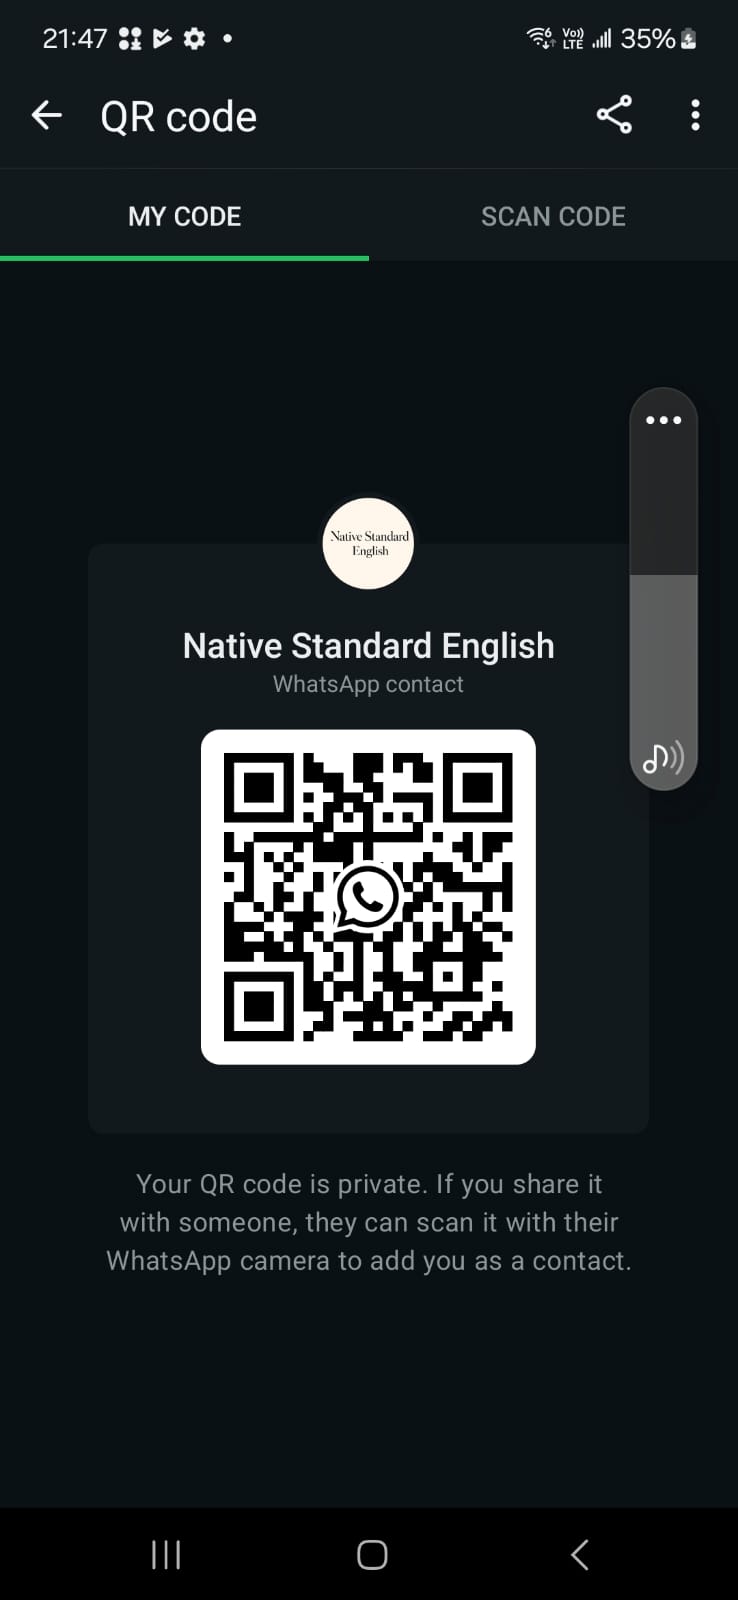 21:47
Vo))
LTE
35%
QR code
MY CODE
SCAN CODE
Native Standard
English
Native Standard English
WhatsApp contact
Your QR code is private. If you share it
with someone, they can scan it with their
WhatsApp camera to add you as a contact.